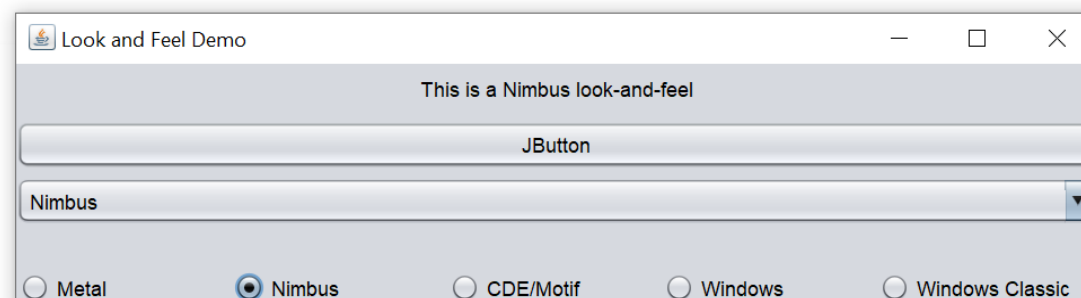 Look and Feel Demo
This is a Nimbus look-and-feel
JButton
Nimbus
Metal Nimbus CDE/Motif Windows Windows Classic